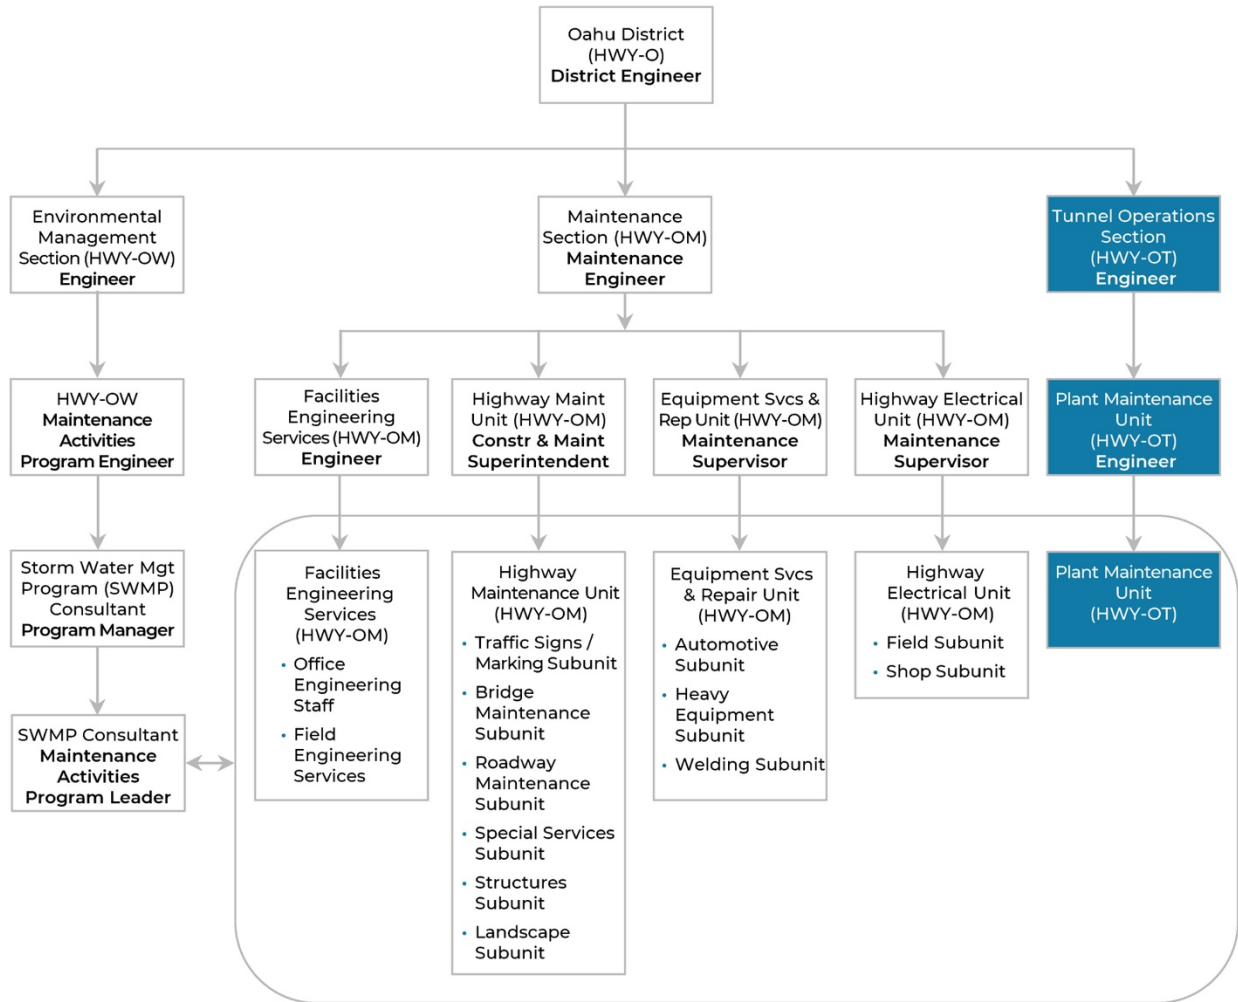 Oahu District
(HWY-O)
District Engineer
Environmental
Management
Section (HWY-OW)
Engineer
Maintenance
Section (HWY-OM)
Maintenance
Engineer
Tunnel Operations
Section
(HWY-OT)
Engineer
HWY-OW
Maintenance
Activities
Program Engineer
Facilities
Engineering
Services (HWY-OM)
Engineer
Highway Maint
Unit (HWY-OM)
Constr & Maint
Superintendent
Equipment Svcs &
Rep Unit (HWY-OM)
Maintenance
Supervisor
Highway Electrical
Unit (HWY-OM)
Maintenance
Supervisor
Plant Maintenance
Unit
(HWY-OT)
Engineer
Storm Water Mgt
Program (SWMP)
Consultant
Program Manager
SWMP Consultant
Maintenance
Activities
Program Leader
Facilities
Engineering
Services
(HWY-OM)
• Office
Engineering
Staff
• Field
Engineering
Services
Highway
Maintenance Unit
(HWY-OM)
• Traffic Signs /
Marking Subunit
• Bridge
Maintenance
Subunit
• Roadway
Maintenance
Subunit
• Special Services
Subunit
• Structures
Subunit
• Landscape
Subunit
Equipment Svcs
& Repair Unit
(HWY-OM)
• Automotive
Subunit
• Heavy
Equipment
Subunit
• Welding Subunit
Highway
Electrical Unit
(HWY-OM)
• Field Subunit
• Shop Subunit
Plant Maintenance
Unit
(HWY-OT)